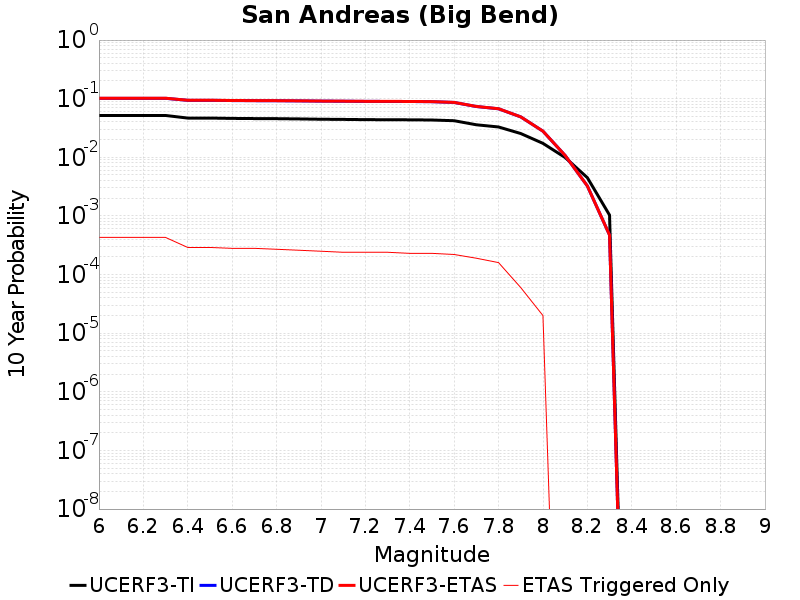 San Andreas (Big Bend)
10^0
10^-1
10^-2
10^-3
10^-4
10^-5
10^-6
10^-7
10^-8
10 Year Probability
6 6.2 6.4 6.6 6.8 7 7.2 7.4 7.6 7.8 8 8.2 8.4 8.6 8.8 9
Magnitude
UCERF3-TI UCERF3-TD UCERF3-ETAS ETAS Triggered Only